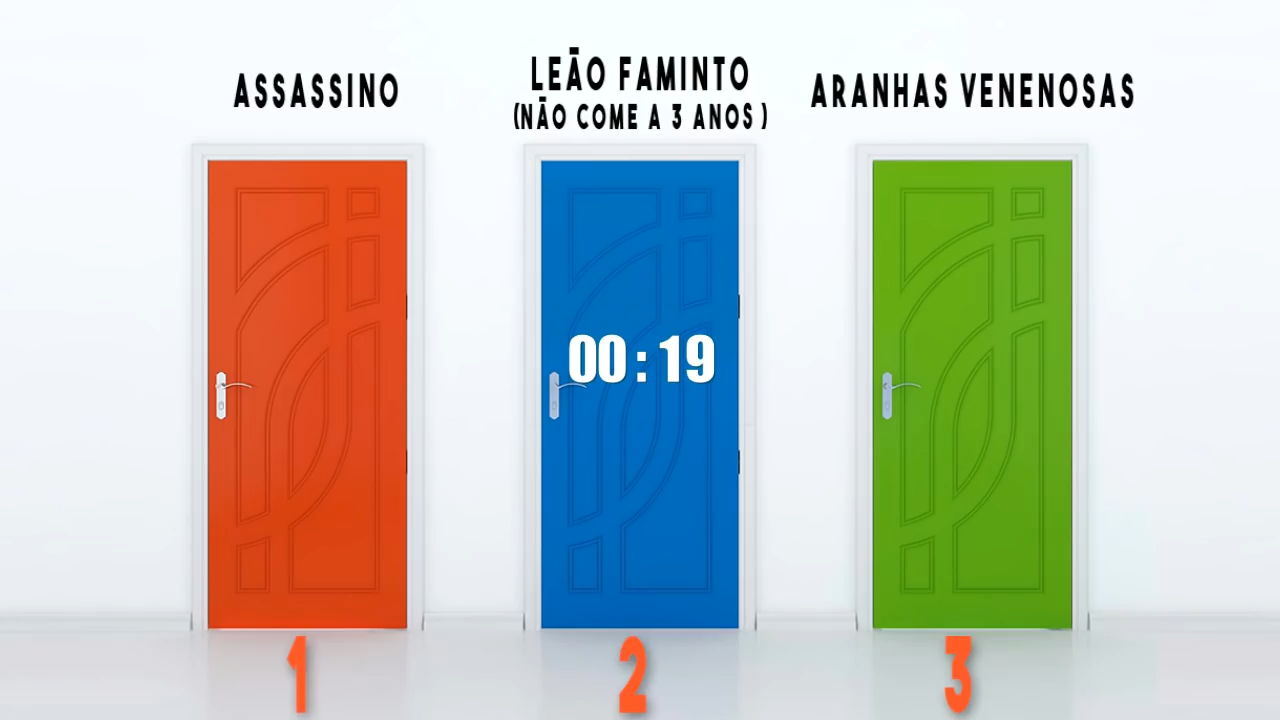 ASSASSINO
LEÃO FAMINTO
(NÃO COME A 3 ANOS )
ARANHAS VENENOSAS
00 : 19
1
2
3